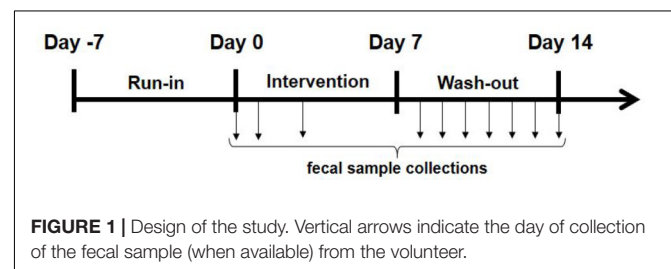 Day -7 Day 0 Day 7 Day 14
Run-in Intervention Wash-out
fecal sample collections
FIGURE 1 | Design of the study. Vertical arrows indicate the day of collection
of the fecal sample (when available) from the volunteer.